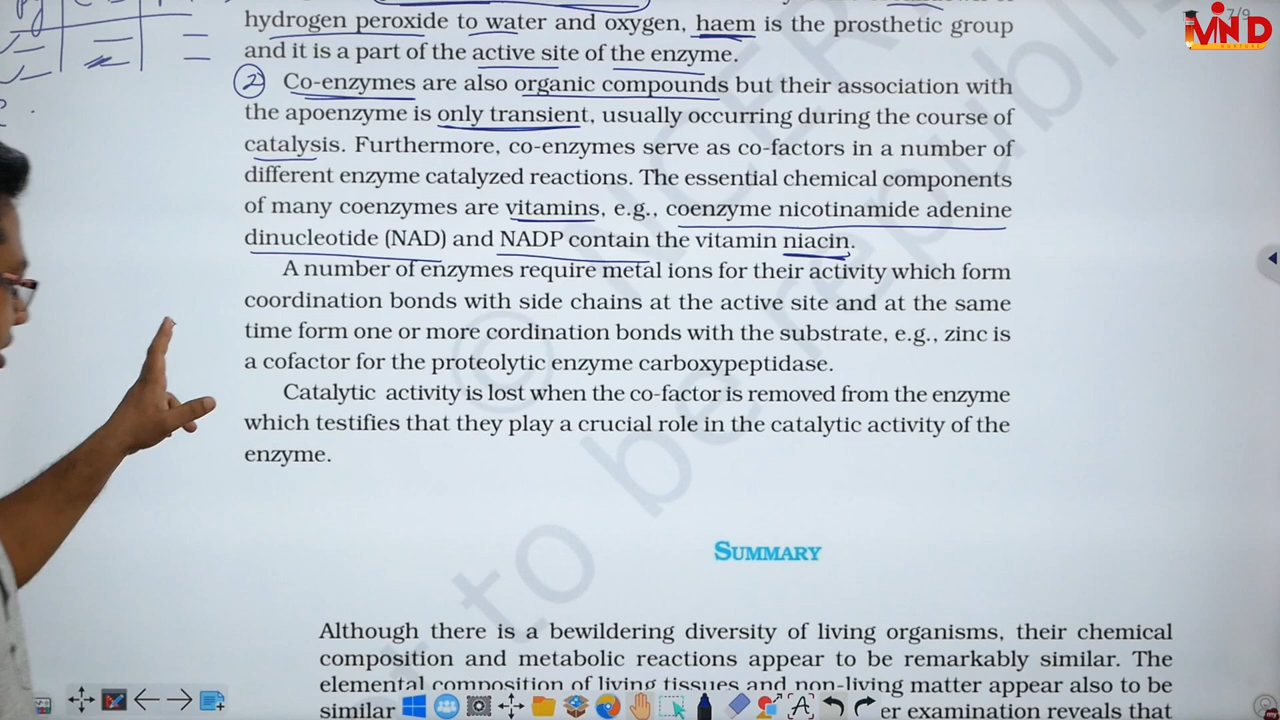 7/9
MIND
NURTURE
hydrogen peroxide to water and oxygen, haem is the prosthetic group
and it is a part of the active site of the enzyme.
2 Co-enzymes are also organic compounds but their association with
the apoenzyme is only transient, usually occurring during the course of
catalysis. Furthermore, co-enzymes serve as co-factors in a number of
different enzyme catalyzed reactions. The essential chemical components
of many coenzymes are vitamins, e.g., coenzyme nicotinamide adenine
dinucleotide (NAD) and NADP contain the vitamin niacin.
A number of enzymes require metal ions for their activity which form
coordination bonds with side chains at the active site and at the same
time form one or more cordination bonds with the substrate, e.g., zinc is
a cofactor for the proteolytic enzyme carboxypeptidase.
Catalytic activity is lost when the co-factor is removed from the enzyme
which testifies that they play a crucial role in the catalytic activity of the
enzyme.
SUMMARY
Although there is a bewildering diversity of living organisms, their chemical
composition and metabolic reactions appear to be remarkably similar. The
elemental composition of living tissues and non-living matter appear also to be
similar er examination reveals that